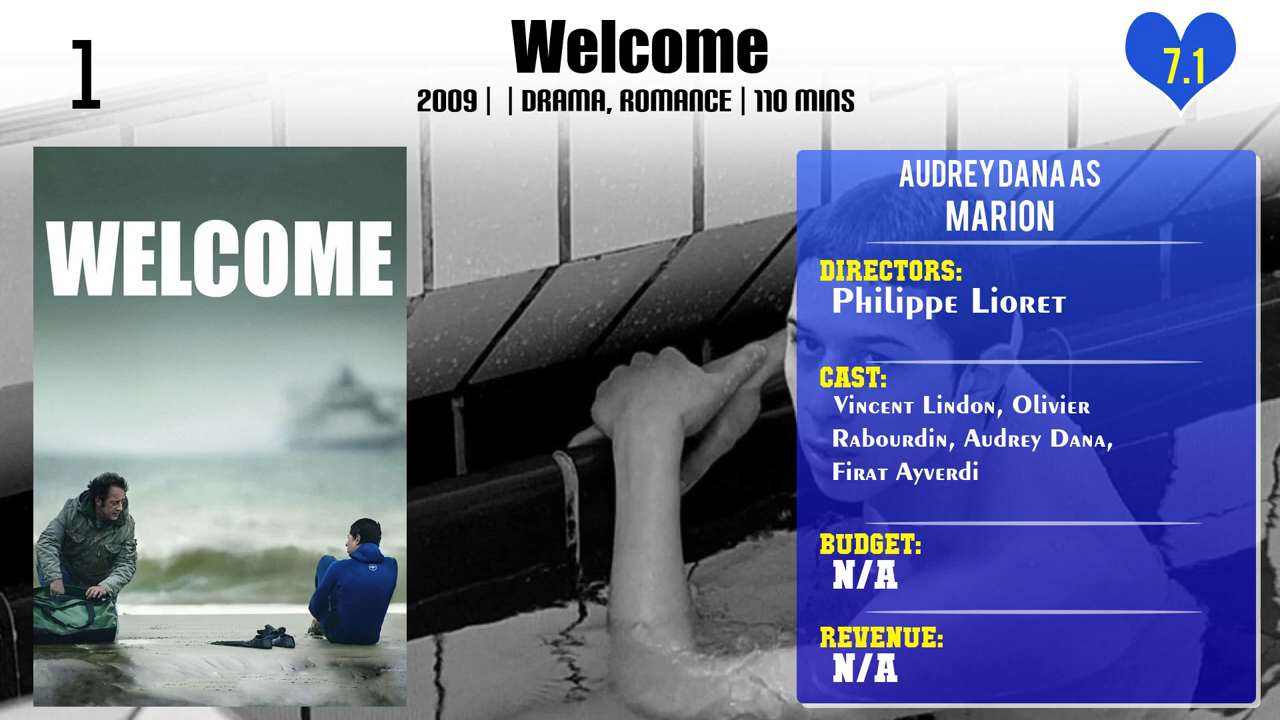 1
Welcome
2009 | | DRAMA, ROMANCE | 110 MINS
7.1
WELCOME
AUDREY DANA AS
MARION
DIRECTORS:
Philippe Lioret
CAST:
Vincent Lindon, Olivier
Rabourdin, Audrey Dana,
Firat Ayverdi
BUDGET:
N/A
REVENUE:
N/A